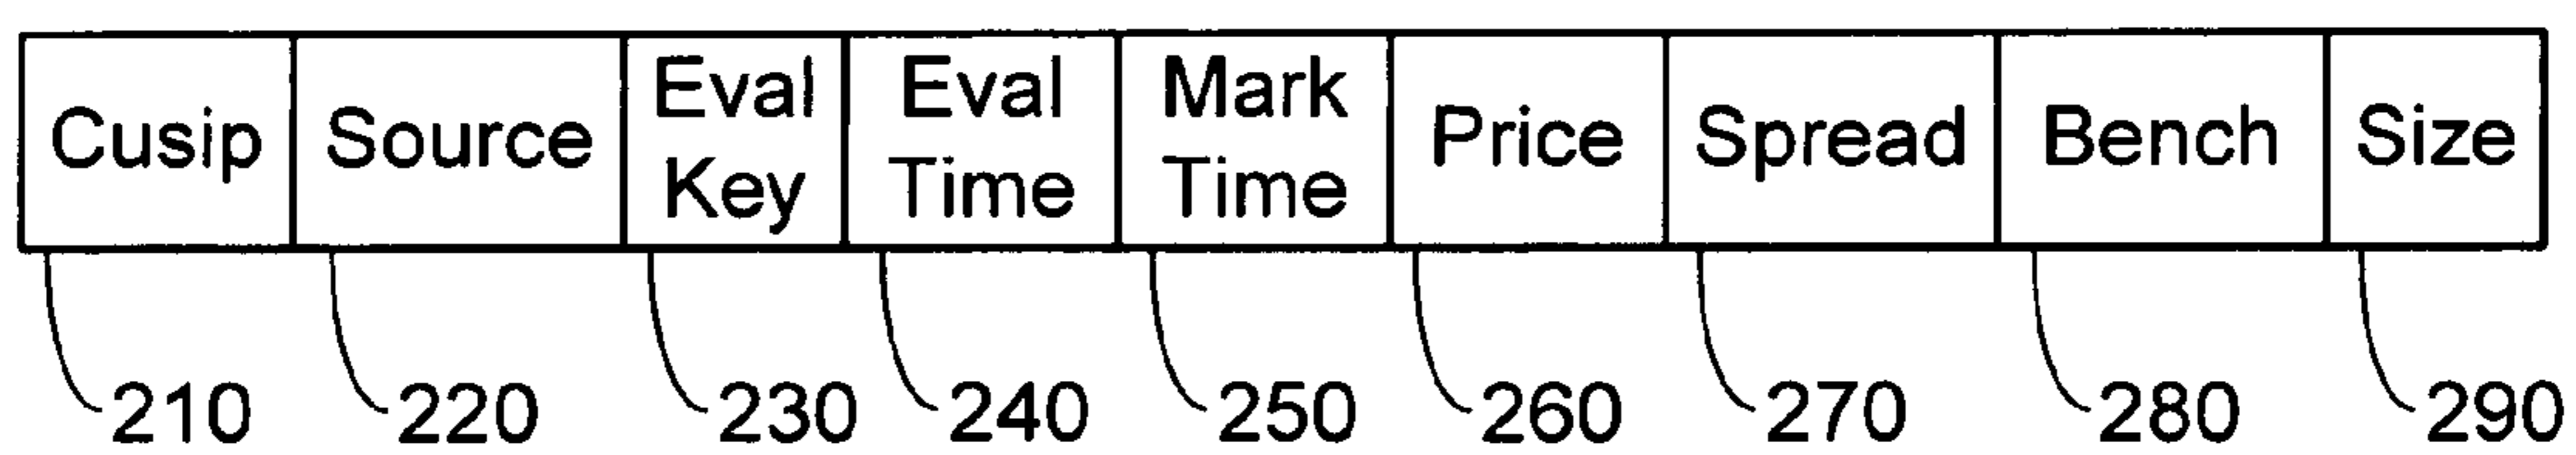 Cusip Source Eval Key Eval Time Mark Time Price Spread Bench Size
210 220 230 240 250 260 270 280 290